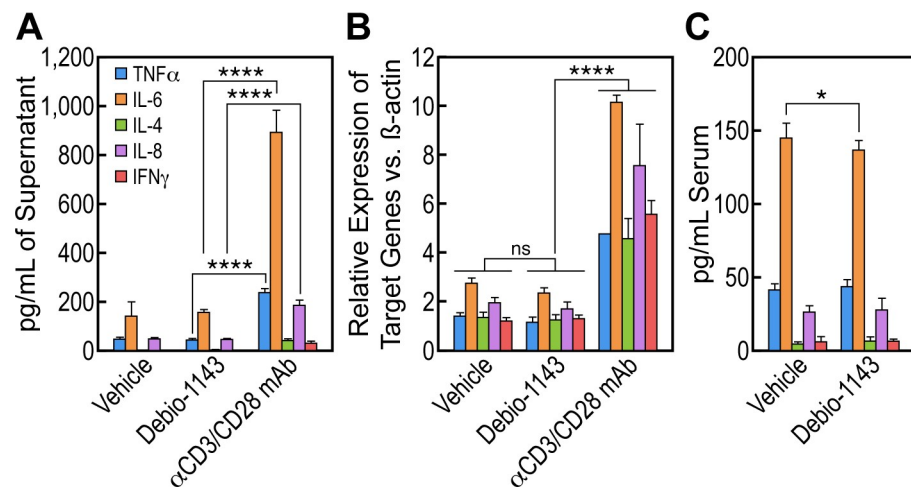 A
pg/mL of Supernatant
1,200
1,000
800
600
400
200
0
TNFα
IL-6
IL-4
IL-8
IFNγ
****
****
****
Vehicle
Debio-1143
αCD3/CD28 mAb
B
Relative Expression of
Target Genes vs. ß-actin
12
10
8
6
4
2
0
ns
****
Vehicle
Debio-1143
αCD3/CD28 mAb
C
pg/mL Serum
200
150
100
50
0
*
Vehicle
Debio-1143